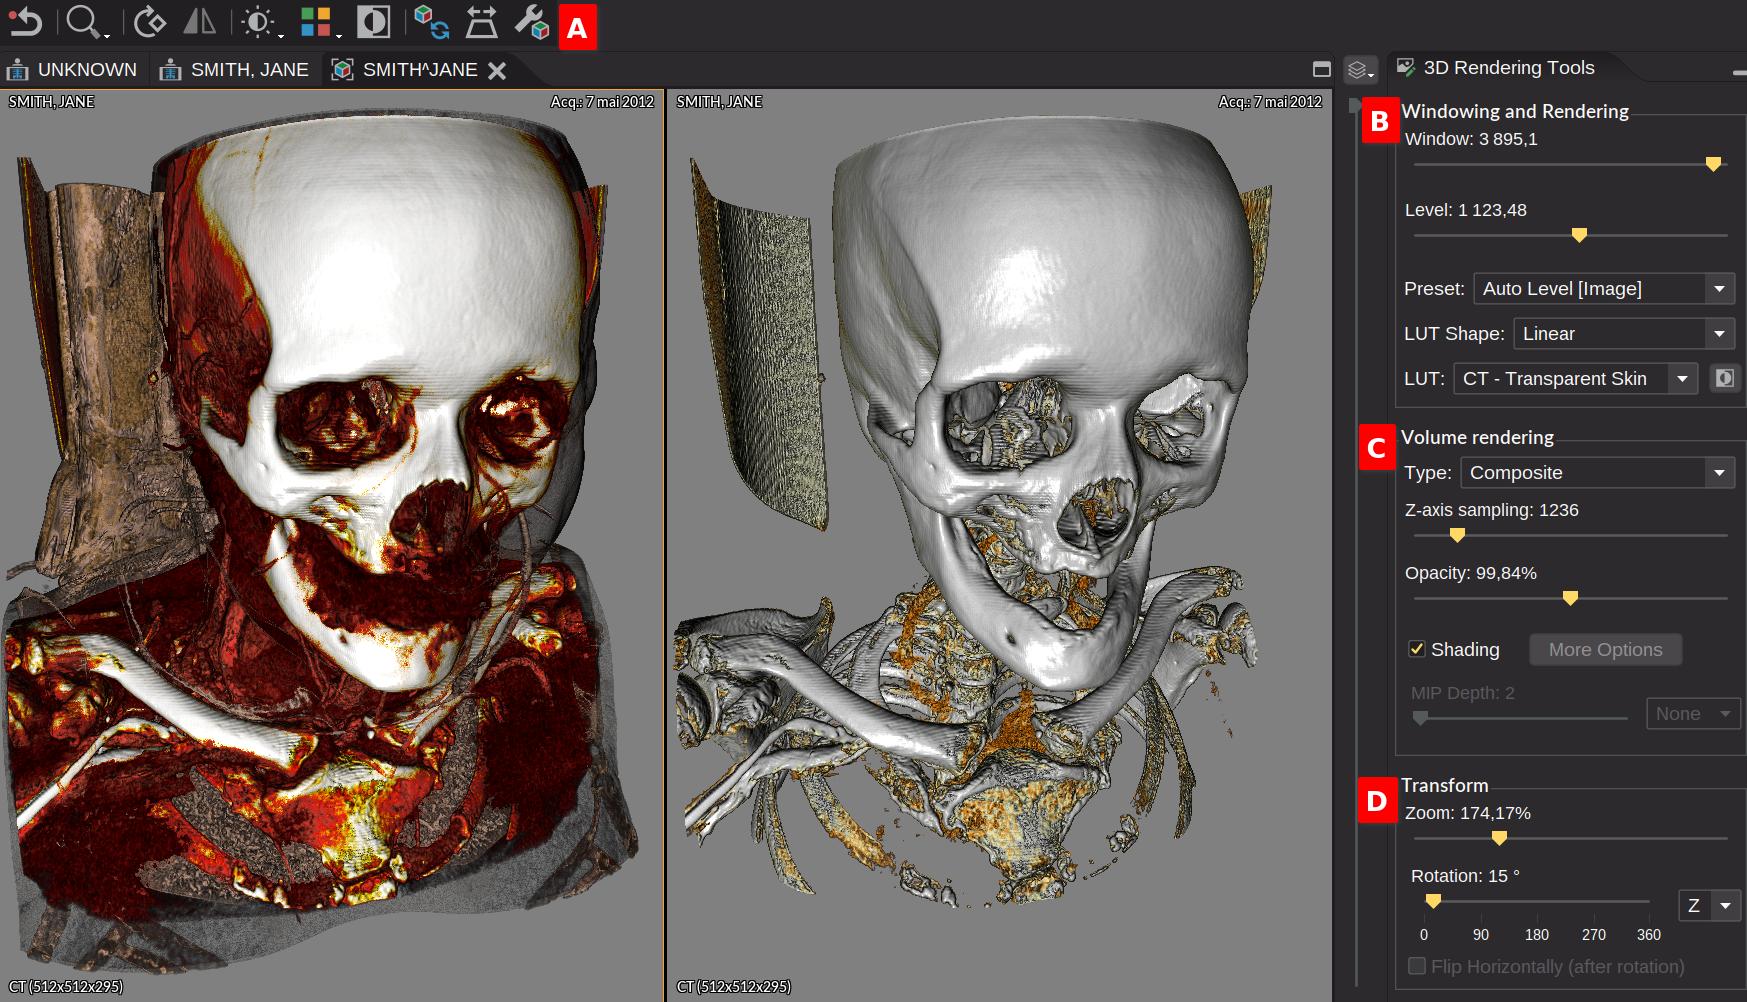 A
UNKNOWN
SMITH, JANE
SMITH^JANE
3D Rendering Tools
SMITH, JANE
Acq.: 7 mai 2012
SMITH, JANE
Acq.: 7 mai 2012
B
Windowing and Rendering
Window: 3 895,1
Level: 1 123,48
Preset: Auto Level [Image]
LUT Shape: Linear
LUT: CT - Transparent Skin
C
Volume rendering
Type: Composite
Z-axis sampling: 1236
Opacity: 99,84%
Shading
More Options
MIP Depth: 2
None
D
Transform
Zoom: 174,17%
Rotation: 15 °
Z
0 90 180 270 360
Flip Horizontally (after rotation)
CT (512x512x295)
CT (512x512x295)